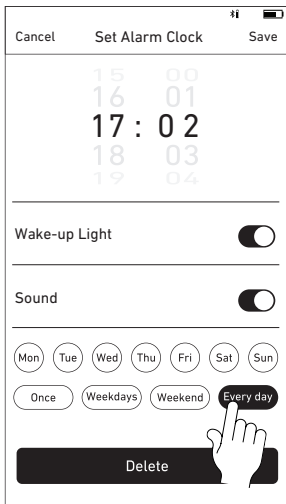 Cancel Set Alarm Clock Save
15 00
16 01
17 : 02
18 03
19 04
Wake-up Light
Sound
Mon Tue Wed Thu Fri Sat Sun
Once Weekdays Weekend Every day
Delete